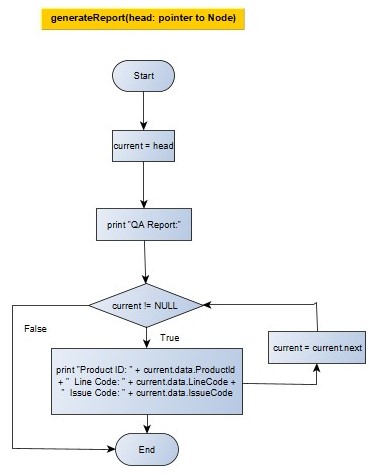 generateReport(head: pointer to Node)
Start
current = head
print "QA Report:"
current != NULL
False
True
print "Product ID: " + current.data.ProductId
+ "  Line Code: " + current.data.LineCode +
"  Issue Code: " + current.data.IssueCode
current = current.next
End